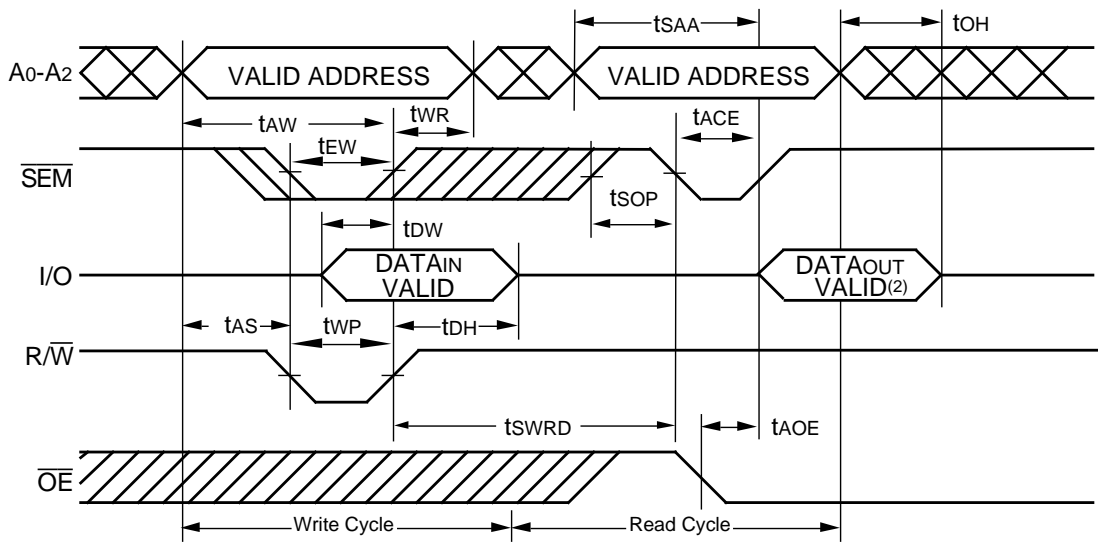 tSAA
tOH
A0-A2
VALID ADDRESS
VALID ADDRESS
tAW
tWR
tACE
tEW
SEM
tSOP
tDW
I/O
DATAIN
VALID
DATAOUT
VALID(2)
tAS
tWP
tDH
R/W
tSWRD
tAOE
OE
Write Cycle
Read Cycle